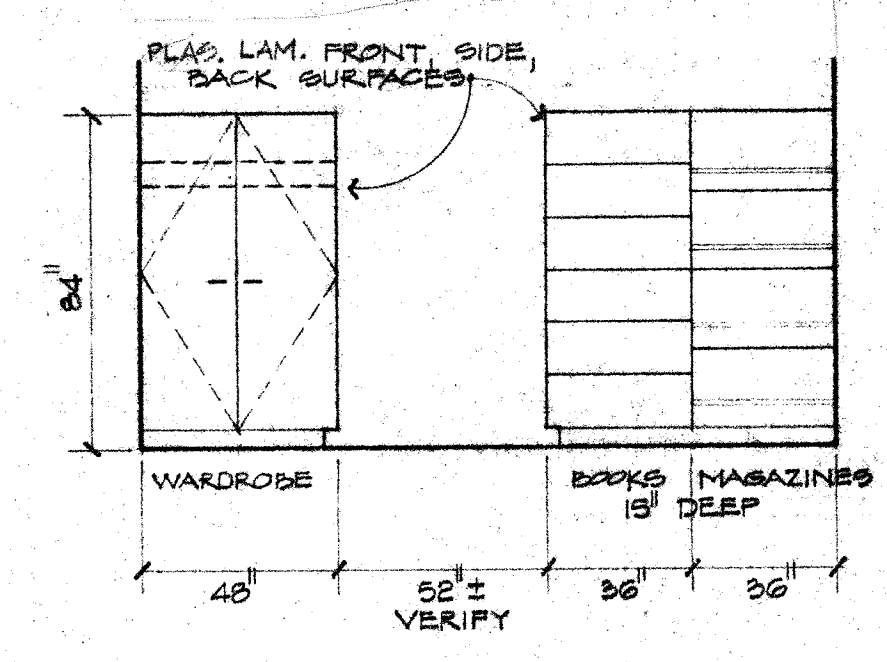 PLAS. LAM. FRONT, SIDE,
BACK SURFACES
84"
WARDROBE
BOOKS MAGAZINES
15" DEEP
48" 52"± 36" 36"
VERIFY